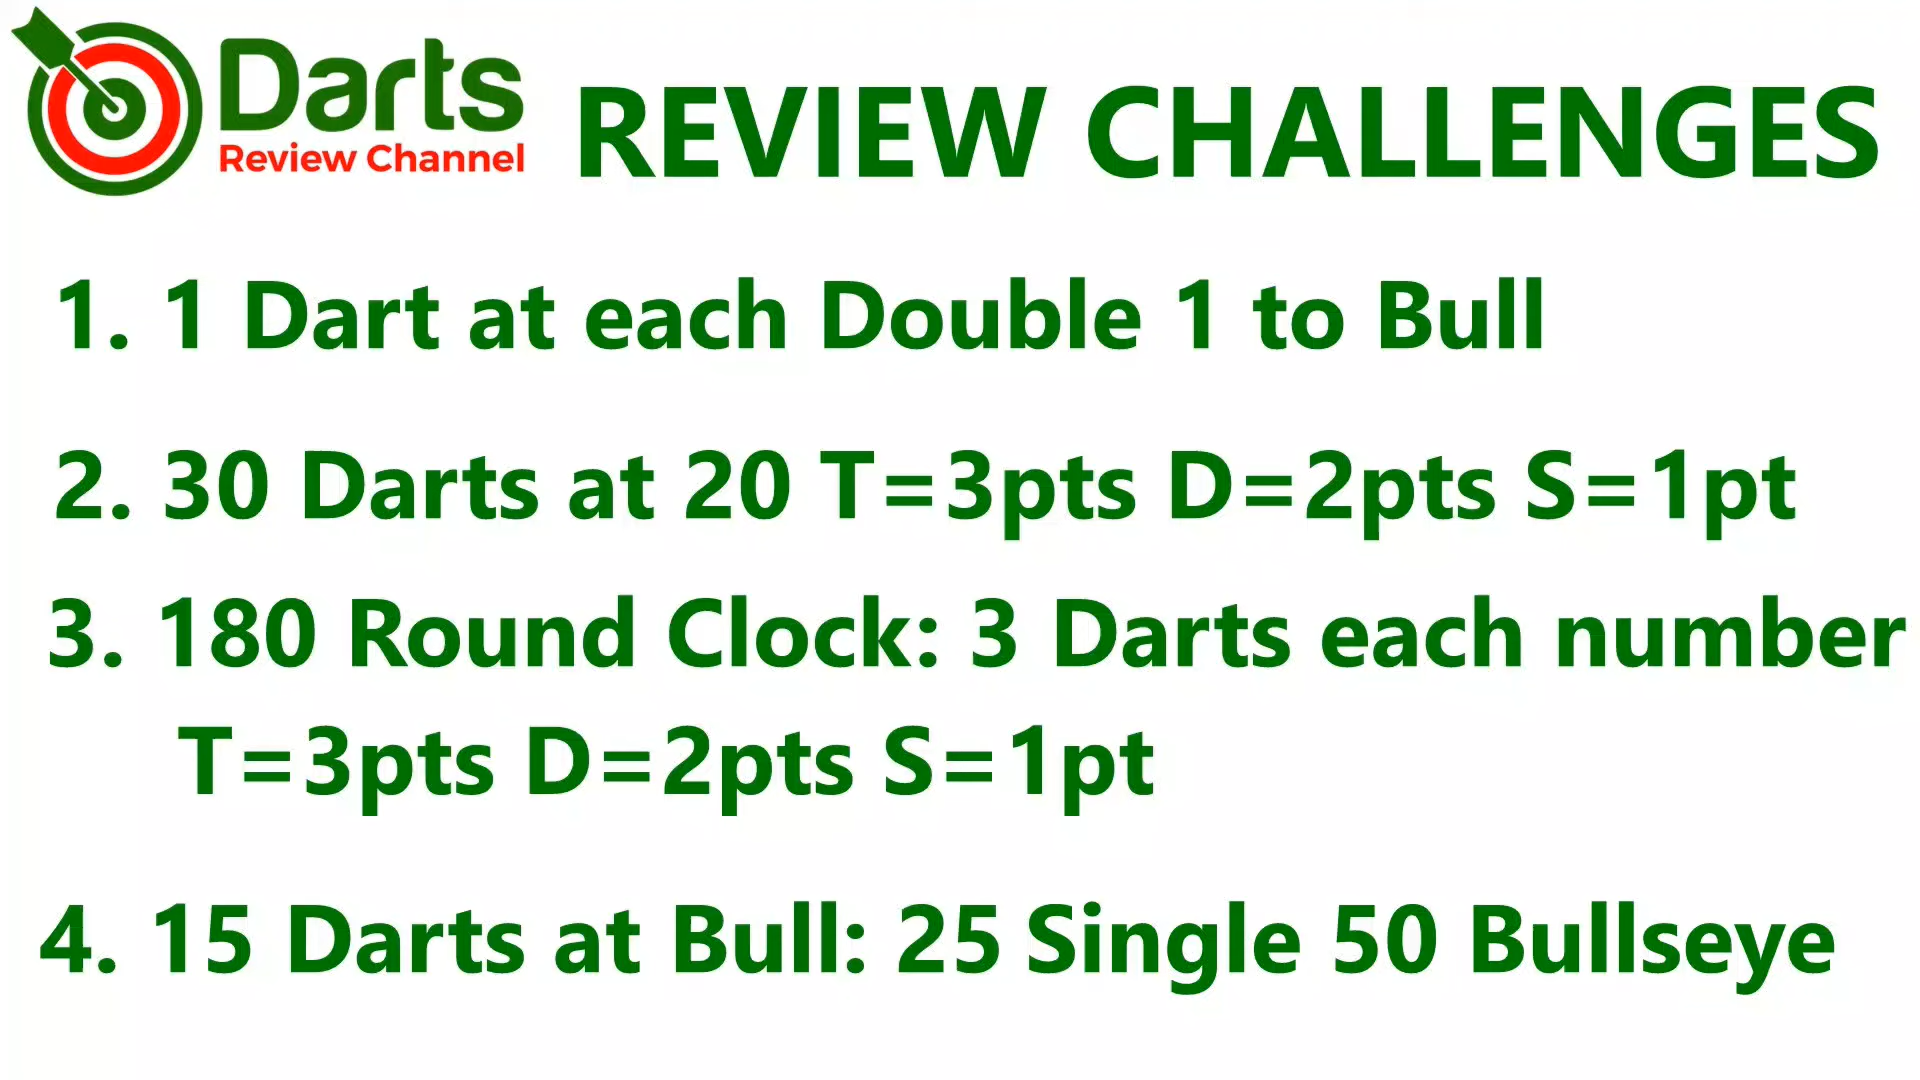 Darts
Review Channel
REVIEW CHALLENGES
1. 1 Dart at each Double 1 to Bull
2. 30 Darts at 20 T=3pts D=2pts S=1pt
3. 180 Round Clock: 3 Darts each number
T=3pts D=2pts S=1pt
4. 15 Darts at Bull: 25 Single 50 Bullseye